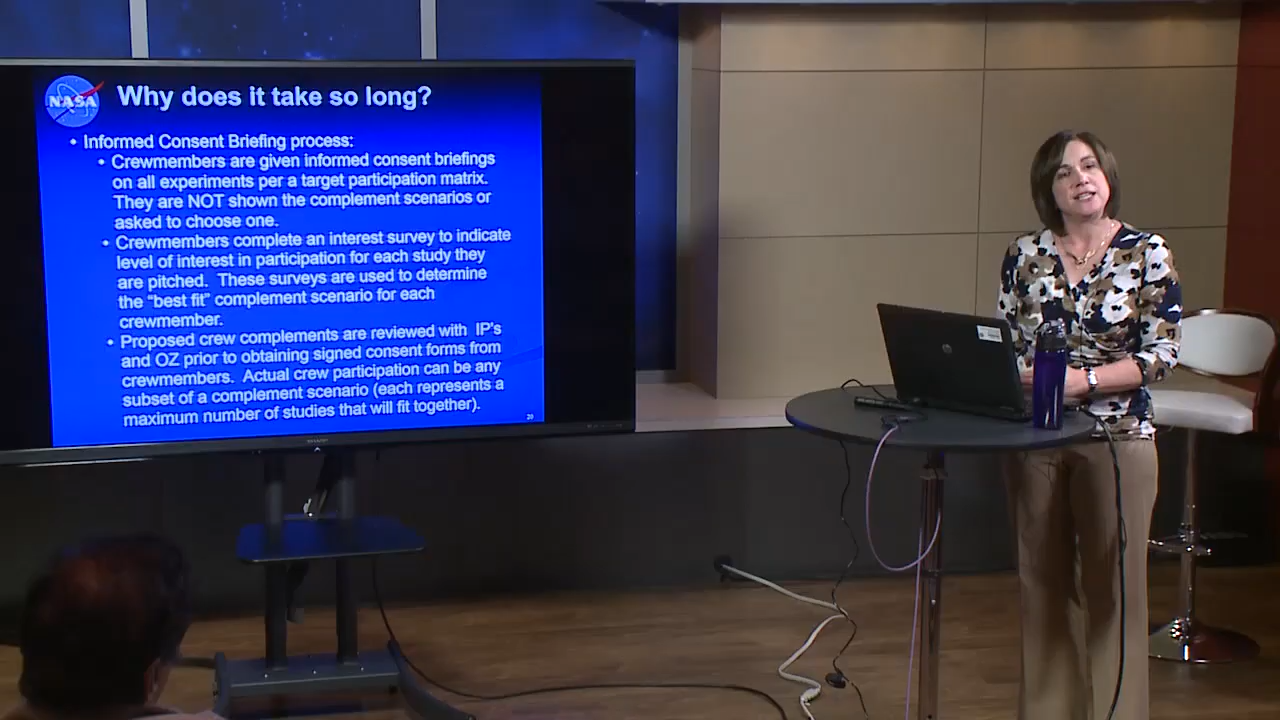 NASA
Why does it take so long?
• Informed Consent Briefing process:
• Crewmembers are given informed consent briefings
on all experiments per a target participation matrix.
They are NOT shown the complement scenarios or
asked to choose one.
• Crewmembers complete an interest survey to indicate
level of interest in participation for each study they
are pitched. These surveys are used to determine
the "best fit" complement scenario for each
crewmember.
• Proposed crew complements are reviewed with IP's
and OZ prior to obtaining signed consent forms from
crewmembers. Actual crew participation can be any
subset of a complement scenario (each represents a
maximum number of studies that will fit together).